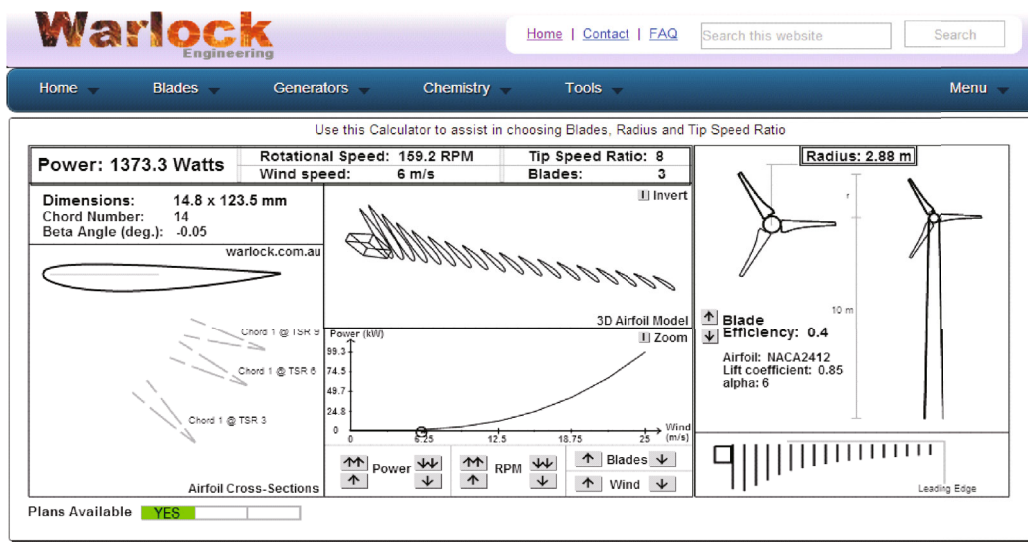 Warlock
Engineering
Home | Contact | FAQ
Search this website
Search
Home
Blades
Generators
Chemistry
Tools
Menu
Use this Calculator to assist in choosing Blades, Radius and Tip Speed Ratio
Power: 1373.3 Watts
Rotational Speed: 159.2 RPM
Tip Speed Ratio: 8
Wind speed: 6 m/s
Blades: 3
Radius: 2.88 m
Dimensions: 14.8 x 123.5 mm
Chord Number: 14
Beta Angle (deg.): -0.05
warlock.com.au
Chord 1 @ TSR 9
Chord 1 @ TSR 6
Chord 1 @ TSR 3
Airfoil Cross-Sections
I Invert
3D Airfoil Model
Power (kW)
I Zoom
99.3
74.5
49.7
24.8
0
0 6.25 12.5 18.75 25
Wind
(m/s)
Power
RPM
Blades
Wind
r
10 m
Blade
Efficiency: 0.4
Airfoil: NACA2412
Lift coefficient: 0.85
alpha: 6
Leading Edge
Plans Available YES